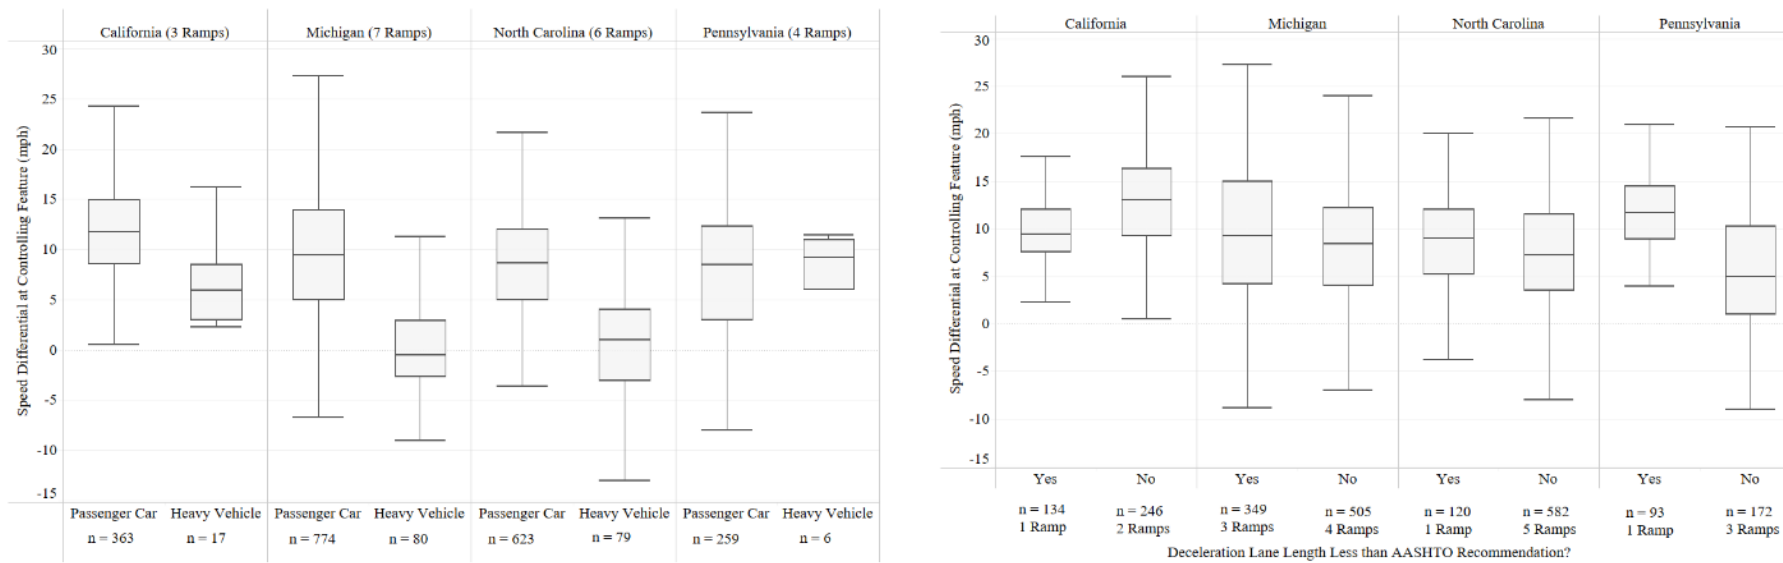 California (3 Ramps) Michigan (7 Ramps) North Carolina (6 Ramps) Pennsylvania (4 Ramps)
Speed Differential at Controlling Feature (mph)
30
25
20
15
10
5
0
-5
-10
-15
Passenger Car Heavy Vehicle Passenger Car Heavy Vehicle Passenger Car Heavy Vehicle Passenger Car Heavy Vehicle
n = 363 n = 17 n = 774 n = 80 n = 623 n = 79 n = 259 n = 6
California Michigan North Carolina Pennsylvania
Speed Differential at Controlling Feature (mph)
30
25
20
15
10
5
0
-5
-10
-15
Yes No Yes No Yes No Yes No
n = 134 n = 246 n = 349 n = 505 n = 120 n = 582 n = 93 n = 172
1 Ramp 2 Ramps 3 Ramps 4 Ramps 1 Ramp 5 Ramps 1 Ramp 3 Ramps
Deceleration Lane Length Less than AASHTO Recommendation?